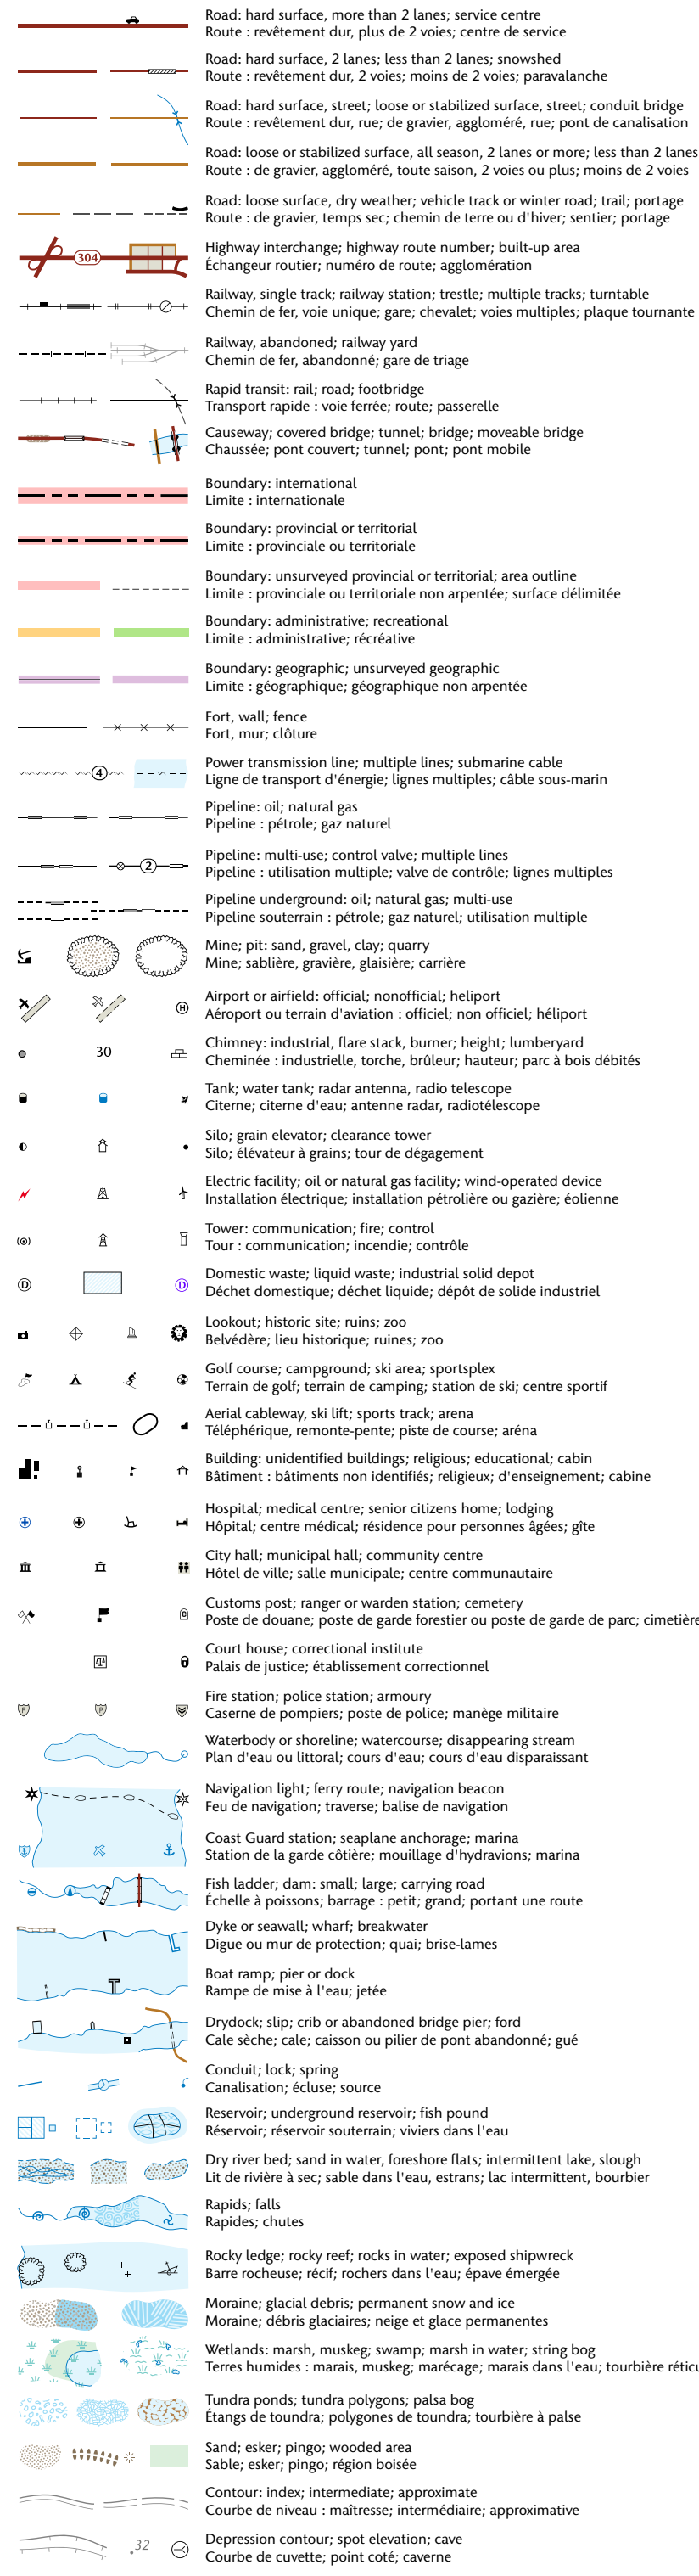 Road: hard surface, more than 2 lanes; service centre
Route : revêtement dur, plus de 2 voies; centre de service
Road: hard surface, 2 lanes; less than 2 lanes; snowshed
Route : revêtement dur, 2 voies; moins de 2 voies; paravalanche
Road: hard surface, street; loose or stabilized surface, street; conduit bridge
Route : revêtement dur, rue; de gravier, aggloméré, rue; pont de canalisation
Road: loose or stabilized surface, all season, 2 lanes or more; less than 2 lanes
Route : de gravier, aggloméré, toute saison, 2 voies ou plus; moins de 2 voies
Road: loose surface, dry weather; vehicle track or winter road; trail; portage
Route : de gravier, temps sec; chemin de terre ou d'hiver; sentier; portage
304
Highway interchange; highway route number; built-up area
Échangeur routier; numéro de route; agglomération
Railway, single track; railway station; trestle; multiple tracks; turntable
Chemin de fer, voie unique; gare; chevalet; voies multiples; plaque tournante
Railway, abandoned; railway yard
Chemin de fer, abandonné; gare de triage
Rapid transit: rail; road; footbridge
Transport rapide : voie ferrée; route; passerelle
Causeway; covered bridge; tunnel; bridge; moveable bridge
Chaussée; pont couvert; tunnel; pont; pont mobile
Boundary: international
Limite : internationale
Boundary: provincial or territorial
Limite : provinciale ou territoriale
Boundary: unsurveyed provincial or territorial; area outline
Limite : provinciale ou territoriale non arpentée; surface délimitée
Boundary: administrative; recreational
Limite : administrative; récréative
Boundary: geographic; unsurveyed geographic
Limite : géographique; géographique non arpentée
Fort, wall; fence
Fort, mur; clôture
4
Power transmission line; multiple lines; submarine cable
Ligne de transport d'énergie; lignes multiples; câble sous-marin
Pipeline: oil; natural gas
Pipeline : pétrole; gaz naturel
2
Pipeline: multi-use; control valve; multiple lines
Pipeline : utilisation multiple; valve de contrôle; lignes multiples
Pipeline underground: oil; natural gas; multi-use
Pipeline souterrain : pétrole; gaz naturel; utilisation multiple
Mine; pit: sand, gravel, clay; quarry
Mine; sablière, gravière, glaisière; carrière
H
Airport or airfield: official; nonofficial; heliport
Aéroport ou terrain d'aviation : officiel; non officiel; héliport
30
Chimney: industrial, flare stack, burner; height; lumberyard
Cheminée : industrielle, torche, brûleur; hauteur; parc à bois débités
Tank; water tank; radar antenna, radio telescope
Citerne; citerne d'eau; antenne radar, radiotélescope
Silo; grain elevator; clearance tower
Silo; élévateur à grains; tour de dégagement
Electric facility; oil or natural gas facility; wind-operated device
Installation électrique; installation pétrolière ou gazière; éolienne
Tower: communication; fire; control
Tour : communication; incendie; contrôle
D D
Domestic waste; liquid waste; industrial solid depot
Déchet domestique; déchet liquide; dépôt de solide industriel
Lookout; historic site; ruins; zoo
Belvédère; lieu historique; ruines; zoo
Golf course; campground; ski area; sportsplex
Terrain de golf; terrain de camping; station de ski; centre sportif
Aerial cableway, ski lift; sports track; arena
Téléphérique, remonte-pente; piste de course; aréna
Building: unidentified buildings; religious; educational; cabin
Bâtiment : bâtiments non identifiés; religieux; d'enseignement; cabine
Hospital; medical centre; senior citizens home; lodging
Hôpital; centre médical; résidence pour personnes âgées; gîte
City hall; municipal hall; community centre
Hôtel de ville; salle municipale; centre communautaire
C
Customs post; ranger or warden station; cemetery
Poste de douane; poste de garde forestier ou poste de garde de parc; cimetière
Court house; correctional institute
Palais de justice; établissement correctionnel
F P
Fire station; police station; armoury
Caserne de pompiers; poste de police; manège militaire
Waterbody or shoreline; watercourse; disappearing stream
Plan d'eau ou littoral; cours d'eau; cours d'eau disparaissant
Navigation light; ferry route; navigation beacon
Feu de navigation; traverse; balise de navigation
Coast Guard station; seaplane anchorage; marina
Station de la garde côtière; mouillage d'hydravions; marina
Fish ladder; dam: small; large; carrying road
Échelle à poissons; barrage : petit; grand; portant une route
Dyke or seawall; wharf; breakwater
Digue ou mur de protection; quai; brise-lames
Boat ramp; pier or dock
Rampe de mise à l'eau; jetée
Drydock; slip; crib or abandoned bridge pier; ford
Cale sèche; cale; caisson ou pilier de pont abandonné; gué
Conduit; lock; spring
Canalisation; écluse; source
Reservoir; underground reservoir; fish pound
Réservoir; réservoir souterrain; viviers dans l'eau
Dry river bed; sand in water, foreshore flats; intermittent lake, slough
Lit de rivière à sec; sable dans l'eau, estrans; lac intermittent, bourbier
Rapids; falls
Rapides; chutes
Rocky ledge; rocky reef; rocks in water; exposed shipwreck
Barre rocheuse; récif; rochers dans l'eau; épave émergée
Moraine; glacial debris; permanent snow and ice
Moraine; débris glaciaires; neige et glace permanentes
Wetlands: marsh, muskeg; swamp; marsh in water; string bog
Terres humides : marais, muskeg; marécage; marais dans l'eau; tourbière réticu
Tundra ponds; tundra polygons; palsa bog
Étangs de toundra; polygones de toundra; tourbière à palse
Sand; esker; pingo; wooded area
Sable; esker; pingo; région boisée
Contour: index; intermediate; approximate
Courbe de niveau : maîtresse; intermédiaire; approximative
.32
Depression contour; spot elevation; cave
Courbe de cuvette; point coté; caverne